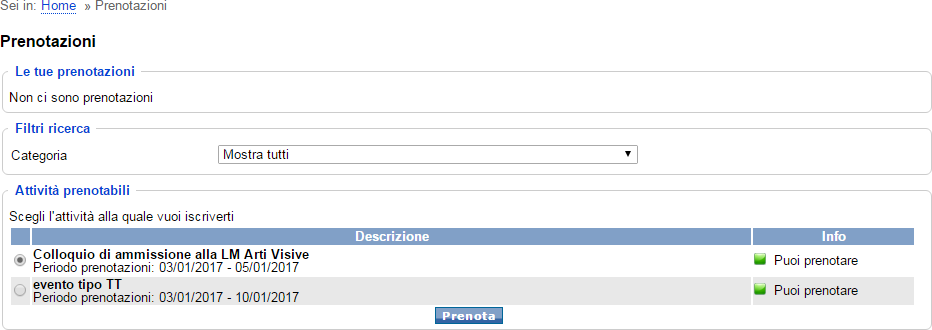 Sei in: Home » Prenotazioni
Prenotazioni
Le tue prenotazioni
Non ci sono prenotazioni
Filtri ricerca
Categoria Mostra tutti
Attività prenotabili
Scegli l'attività alla quale vuoi iscriverti
Descrizione Info
Colloquio di ammissione alla LM Arti Visive
Periodo prenotazioni: 03/01/2017 - 05/01/2017
Puoi prenotare
evento tipo TT
Periodo prenotazioni: 03/01/2017 - 10/01/2017
Puoi prenotare
Prenota